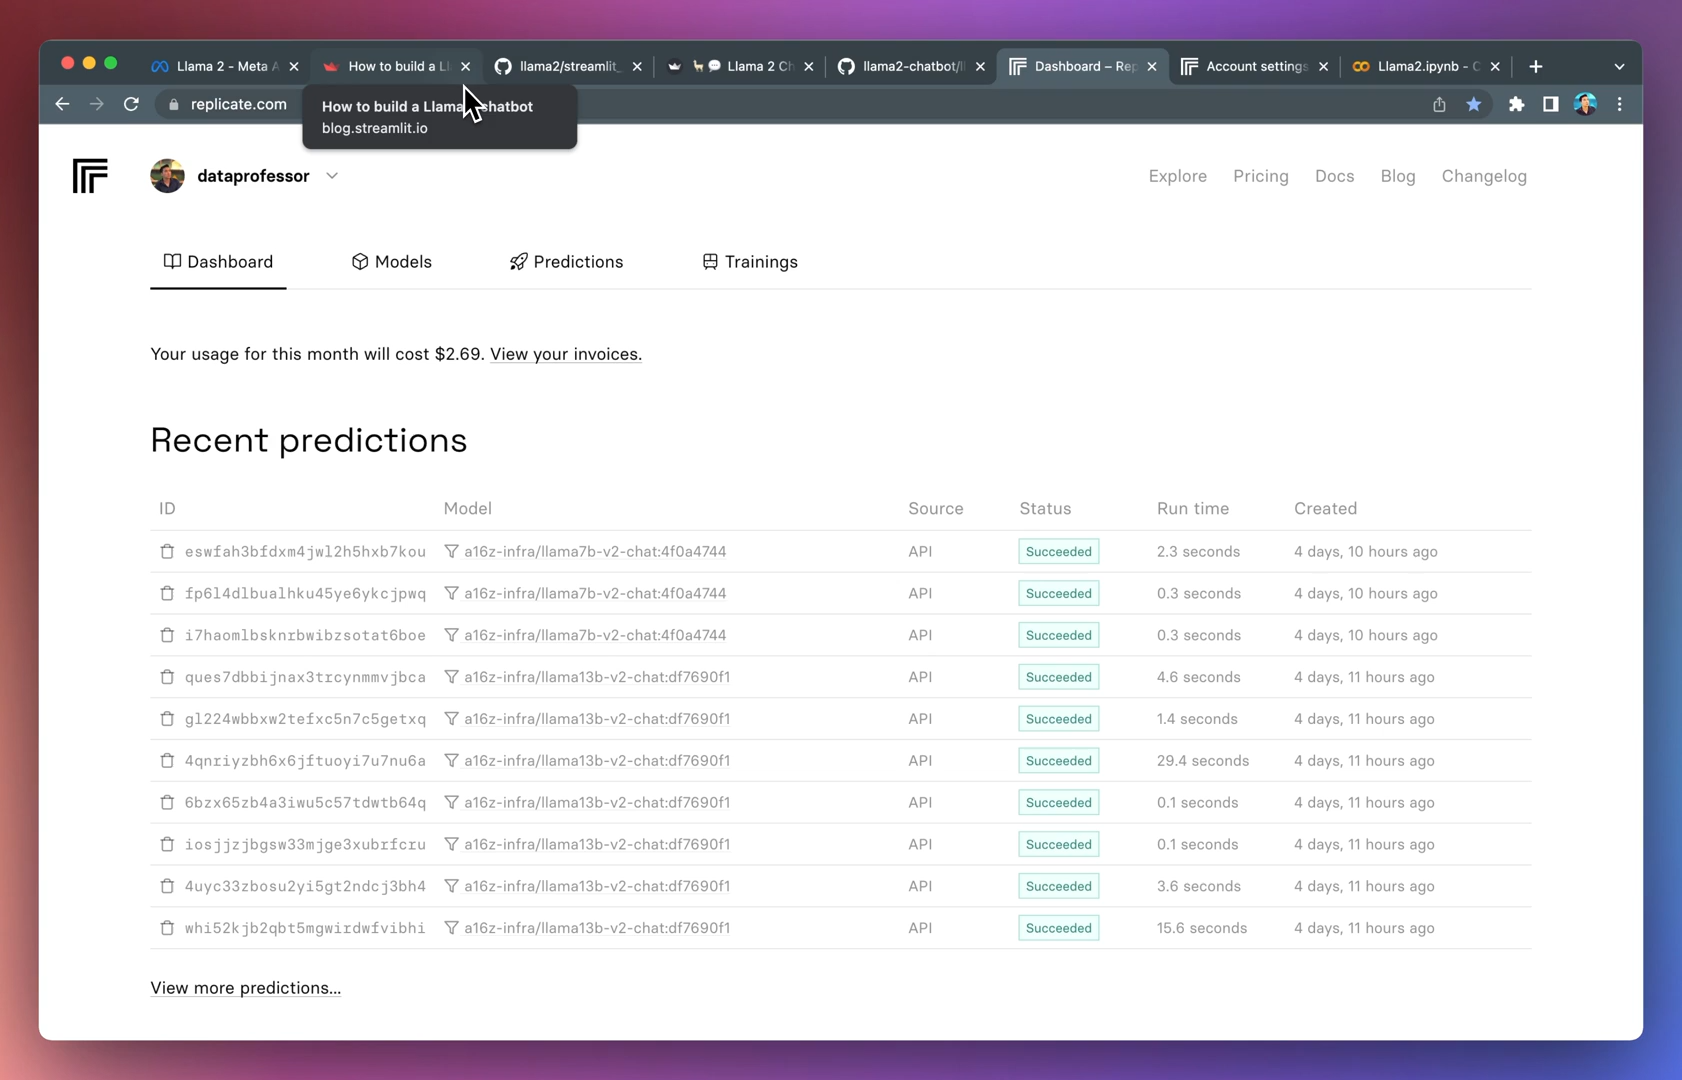 Llama 2 - Meta A
How to build a Ll
llama2/streamlit_
Llama 2 Ch
llama2-chatbot/ll
Dashboard – Rep
Account settings
Llama2.ipynb - C
replicate.com
How to build a Llama chatbot
blog.streamlit.io
dataprofessor
Explore
Pricing
Docs
Blog
Changelog
Dashboard
Models
Predictions
Trainings
Your usage for this month will cost $2.69. View your invoices.
Recent predictions
ID Model Source Status Run time Created
eswfah3bfdxm4jwl2h5hxb7kou a16z-infra/llama7b-v2-chat:4f0a4744 API Succeeded 2.3 seconds 4 days, 10 hours ago
fp6l4dlbualhku45ye6ykcjpwq a16z-infra/llama7b-v2-chat:4f0a4744 API Succeeded 0.3 seconds 4 days, 10 hours ago
i7haomlbsknrbwibzsotat6boe a16z-infra/llama7b-v2-chat:4f0a4744 API Succeeded 0.3 seconds 4 days, 10 hours ago
ques7dbbijnax3trcynmmvjbca a16z-infra/llama13b-v2-chat:df7690f1 API Succeeded 4.6 seconds 4 days, 11 hours ago
gl224wbbxw2tefxc5n7c5getxq a16z-infra/llama13b-v2-chat:df7690f1 API Succeeded 1.4 seconds 4 days, 11 hours ago
4qnriyzbh6x6jftuoyi7u7nu6a a16z-infra/llama13b-v2-chat:df7690f1 API Succeeded 29.4 seconds 4 days, 11 hours ago
6bzx65zb4a3iwu5c57tdwtb64q a16z-infra/llama13b-v2-chat:df7690f1 API Succeeded 0.1 seconds 4 days, 11 hours ago
iosjjzjbgsw33mjge3xubrfcru a16z-infra/llama13b-v2-chat:df7690f1 API Succeeded 0.1 seconds 4 days, 11 hours ago
4uyc33zbosu2yi5gt2ndcj3bh4 a16z-infra/llama13b-v2-chat:df7690f1 API Succeeded 3.6 seconds 4 days, 11 hours ago
whi52kjb2qbt5mgwirdwfvibhi a16z-infra/llama13b-v2-chat:df7690f1 API Succeeded 15.6 seconds 4 days, 11 hours ago
View more predictions...